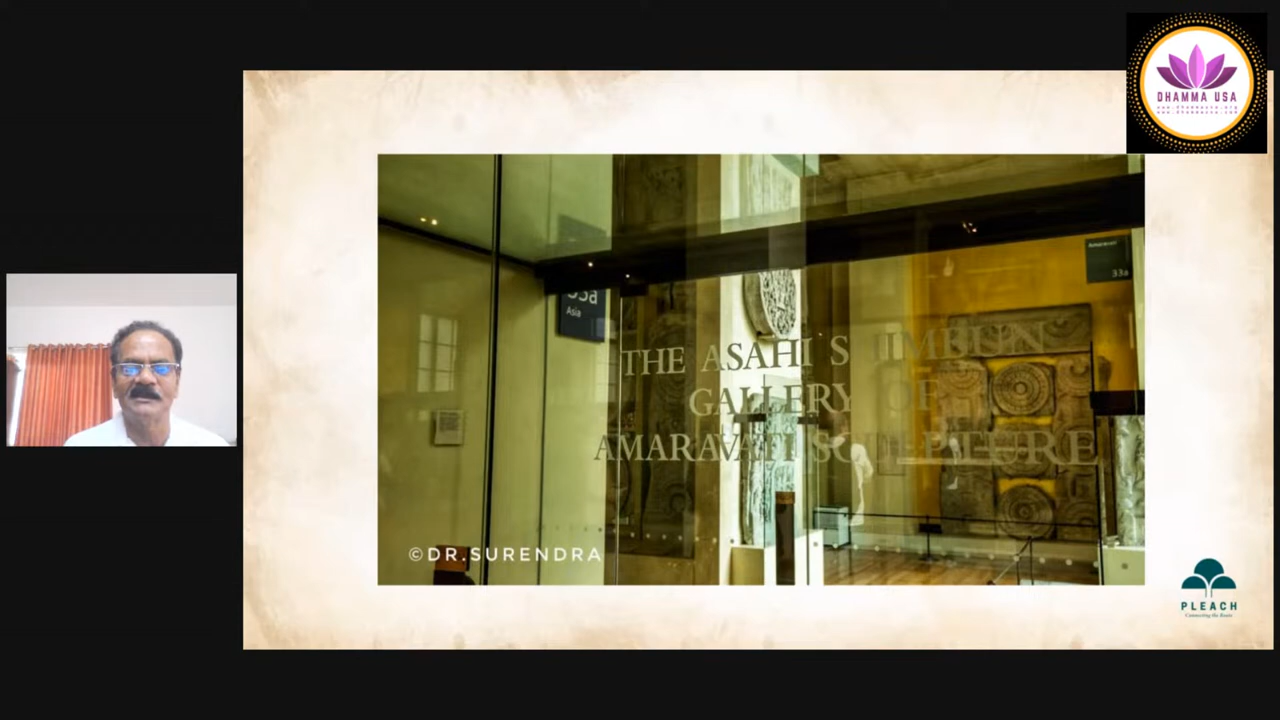 DHAMMA USA
Amaravati
33a
33a
Asia
THE ASAHI SHIMBUN
GALLERY OF
AMARAVATI SCULPTURE
©DR.SURENDRA
PLEACH
Connecting the Roots